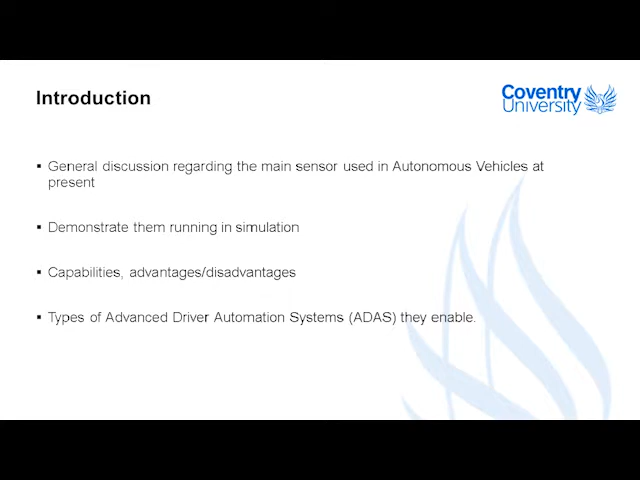 Introduction
Coventry
University
▪ General discussion regarding the main sensor used in Autonomous Vehicles at
present
▪ Demonstrate them running in simulation
▪ Capabilities, advantages/disadvantages
▪ Types of Advanced Driver Automation Systems (ADAS) they enable.